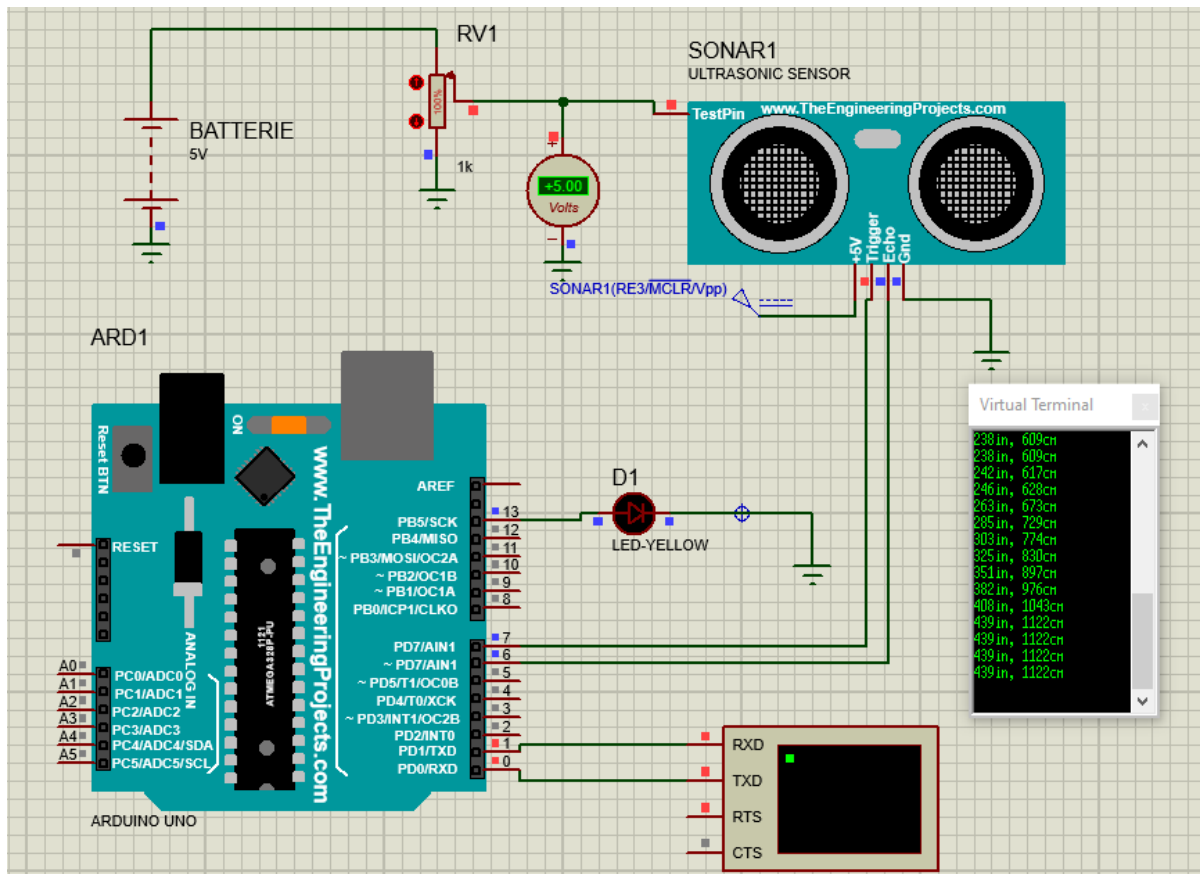 RV1
100%
1k
BATTERIE
5V
+5.00
Volts
SONAR1
ULTRASONIC SENSOR
TestPin
www.TheEngineeringProjects.com
+5V
Trigger
Echo
Gnd
SONAR1(RE3/MCLR/Vpp)
ARD1
Reset BTN
ON
www.TheEngineeringProjects.com
1121
ATMEGA328P-PU
ANALOG IN
RESET
A0 PC0/ADC0
A1 PC1/ADC1
A2 PC2/ADC2
A3 PC3/ADC3
A4 PC4/ADC4/SDA
A5 PC5/ADC5/SCL
AREF
PB5/SCK 13
PB4/MISO 12
~ PB3/MOSI/OC2A 11
~ PB2/OC1B 10
~ PB1/OC1A 9
PB0/ICP1/CLKO 8
PD7/AIN1 7
~ PD7/AIN1 6
~ PD5/T1/OC0B 5
PD4/T0/XCK 4
~ PD3/INT1/OC2B 3
PD2/INT0 2
PD1/TXD 1
PD0/RXD 0
ARDUINO UNO
D1
LED-YELLOW
Virtual Terminal
x
238in, 609cm
238in, 609cm
242in, 617cm
246in, 628cm
263in, 673cm
285in, 729cm
303in, 774cm
325in, 830cm
351in, 897cm
382in, 976cm
408in, 1043cm
439in, 1122cm
439in, 1122cm
439in, 1122cm
439in, 1122cm
RXD
TXD
RTS
CTS